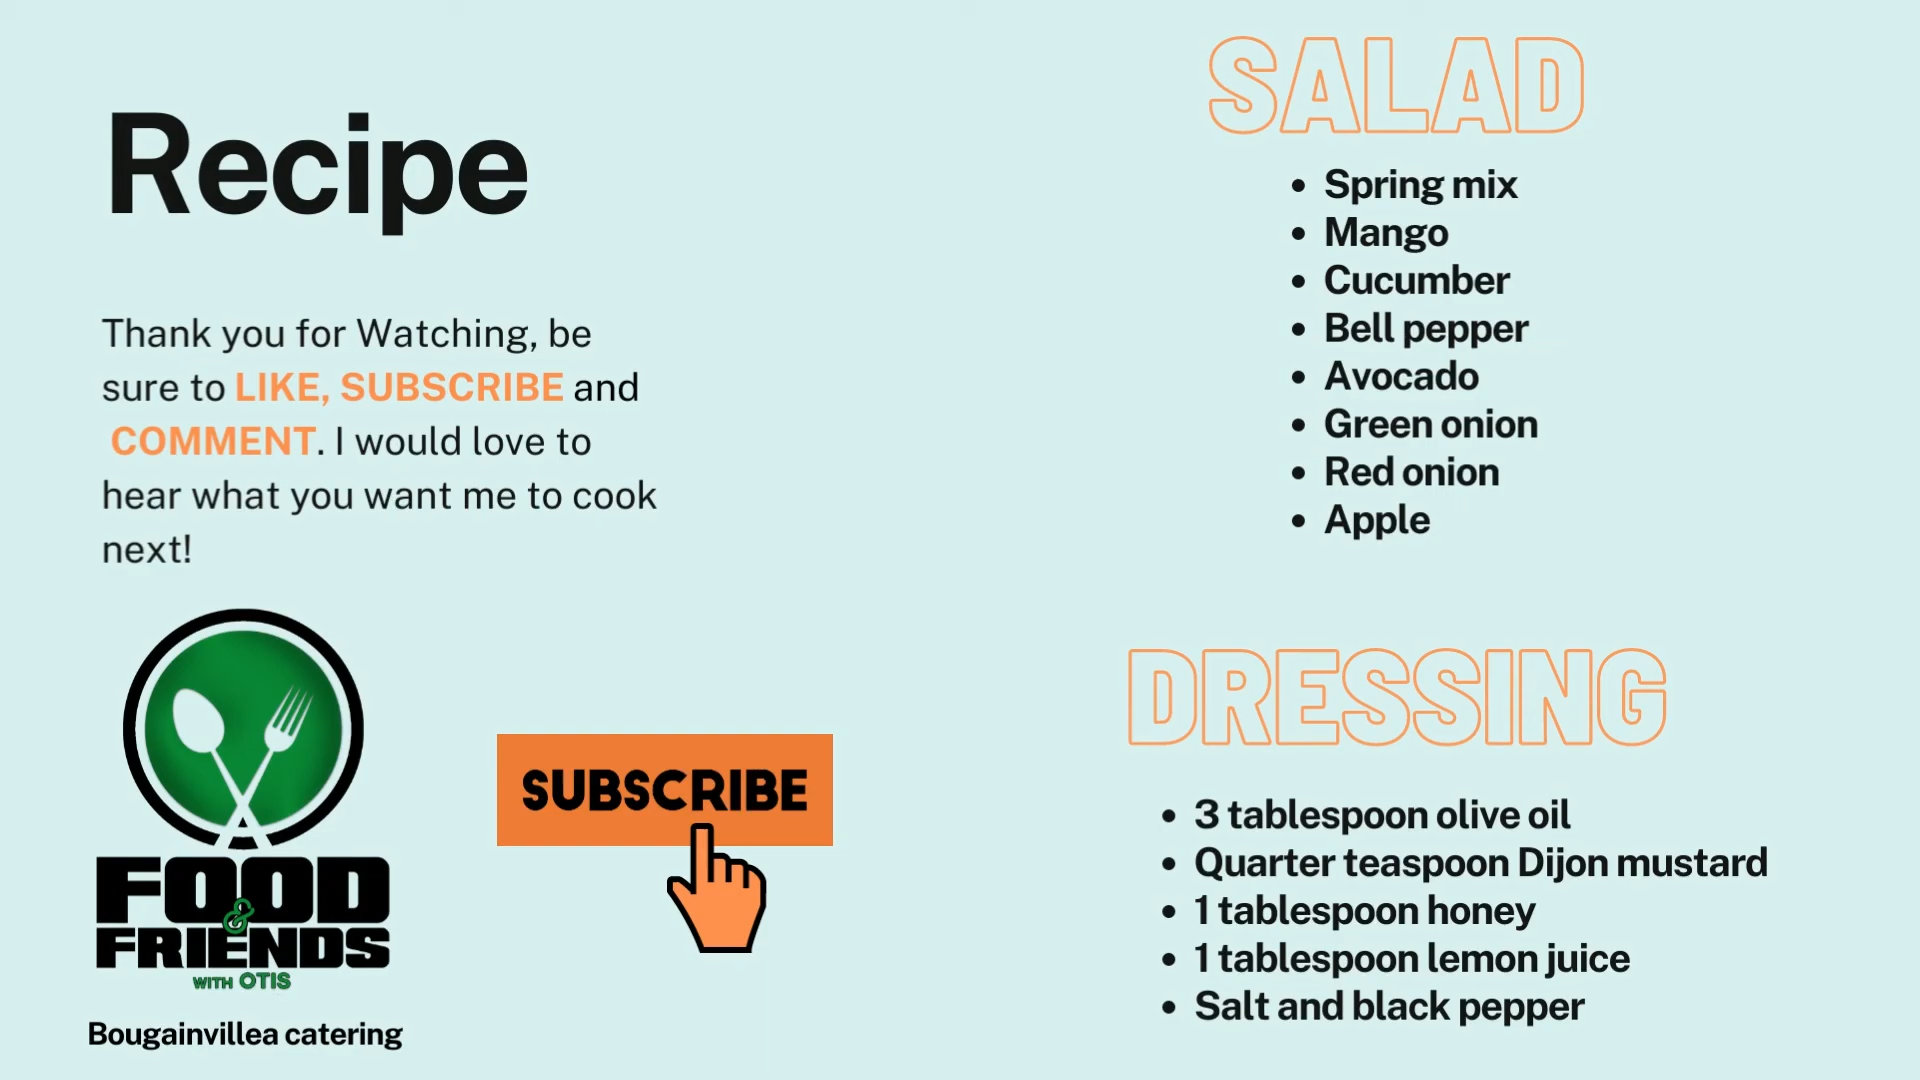 Recipe
Thank you for Watching, be
sure to LIKE, SUBSCRIBE and
COMMENT. I would love to
hear what you want me to cook
next!
FOOD
&
FRIENDS
WITH OTIS
Bougainvillea catering
SUBSCRIBE
SALAD
• Spring mix
• Mango
• Cucumber
• Bell pepper
• Avocado
• Green onion
• Red onion
• Apple
DRESSING
• 3 tablespoon olive oil
• Quarter teaspoon Dijon mustard
• 1 tablespoon honey
• 1 tablespoon lemon juice
• Salt and black pepper